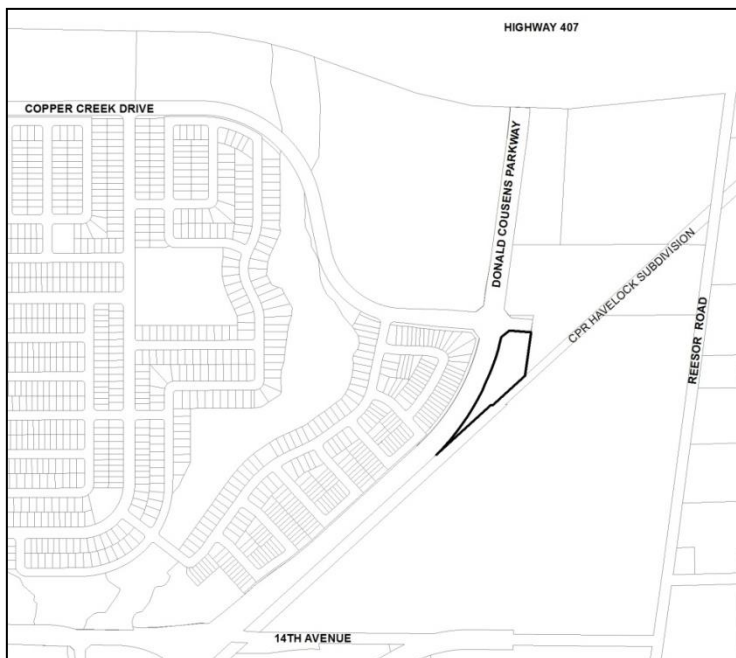 HIGHWAY 407
COPPER CREEK DRIVE
DONALD COUSENS PARKWAY
CPR HAVELOCK SUBDIVISION
REESOR ROAD
14TH AVENUE